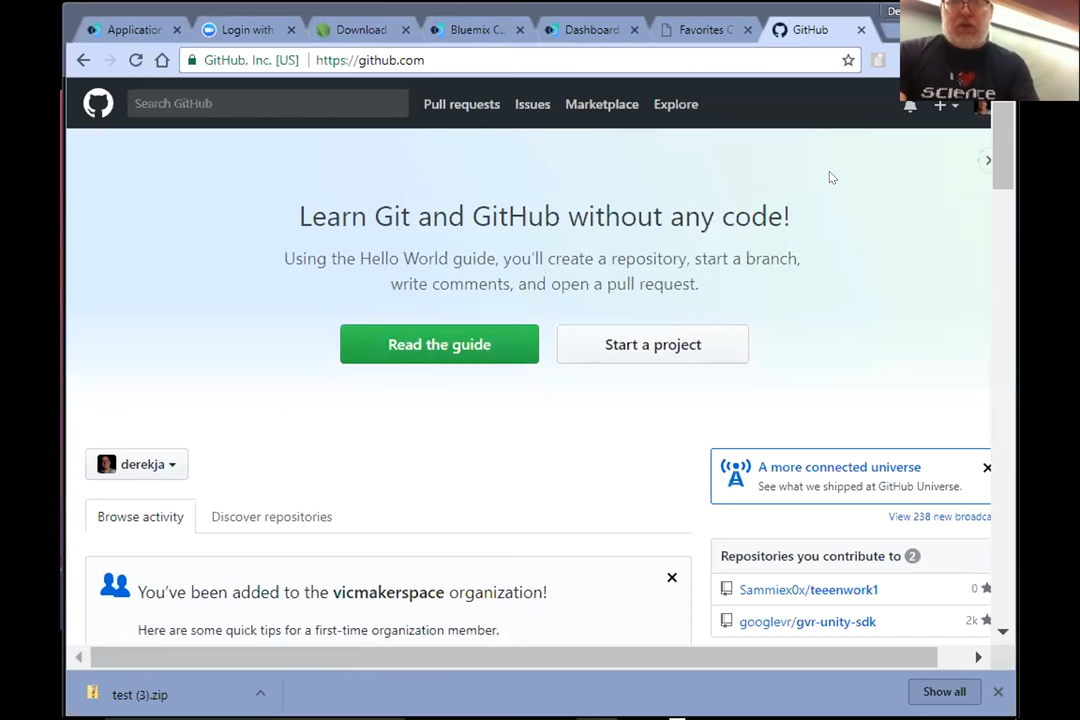 Application
Login with
Download
Bluemix C
Dashboard
Favorites C
GitHub
De
GitHub, Inc. [US] https://github.com
I
SCIENCE
Search GitHub
Pull requests Issues Marketplace Explore
Learn Git and GitHub without any code!
Using the Hello World guide, you'll create a repository, start a branch,
write comments, and open a pull request.
Read the guide
Start a project
derekja
A more connected universe
See what we shipped at GitHub Universe.
View 238 new broadca
Browse activity Discover repositories
Repositories you contribute to 2
Sammiex0x/teeenwork1 0
googlevr/gvr-unity-sdk 2k
You've been added to the vicmakerspace organization!
Here are some quick tips for a first-time organization member.
test (3).zip
Show all